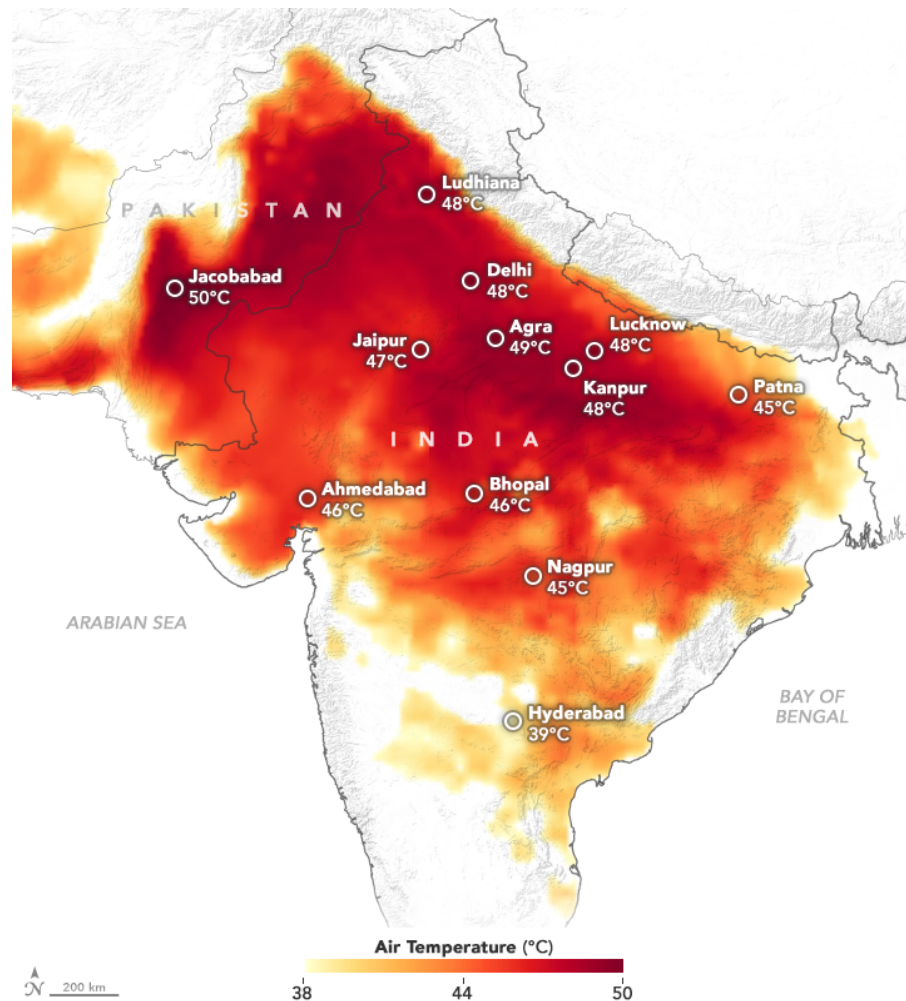 Ludhiana
48°C
PAKISTAN
Jacobabad
50°C
Delhi
48°C
Agra
49°C
Lucknow
48°C
Jaipur
47°C
Kanpur
48°C
Patna
45°C
INDIA
Ahmedabad
46°C
Bhopal
46°C
Nagpur
45°C
ARABIAN SEA
BAY OF
BENGAL
Hyderabad
39°C
Air Temperature (°C)
N
200 km
38 44 50